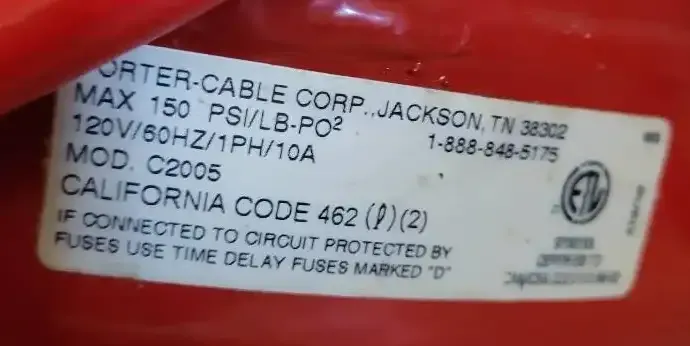 ORTER-CABLE CORP., JACKSON, TN 38302
MAX 150 PSI/LB-PO²
1-888-848-5175
120V/60HZ/1PH/10A
MOD. C2005
CALIFORNIA CODE 462 (l) (2)
IF CONNECTED TO CIRCUIT PROTECTED BY
FUSES USE TIME DELAY FUSES MARKED "D"
ETL